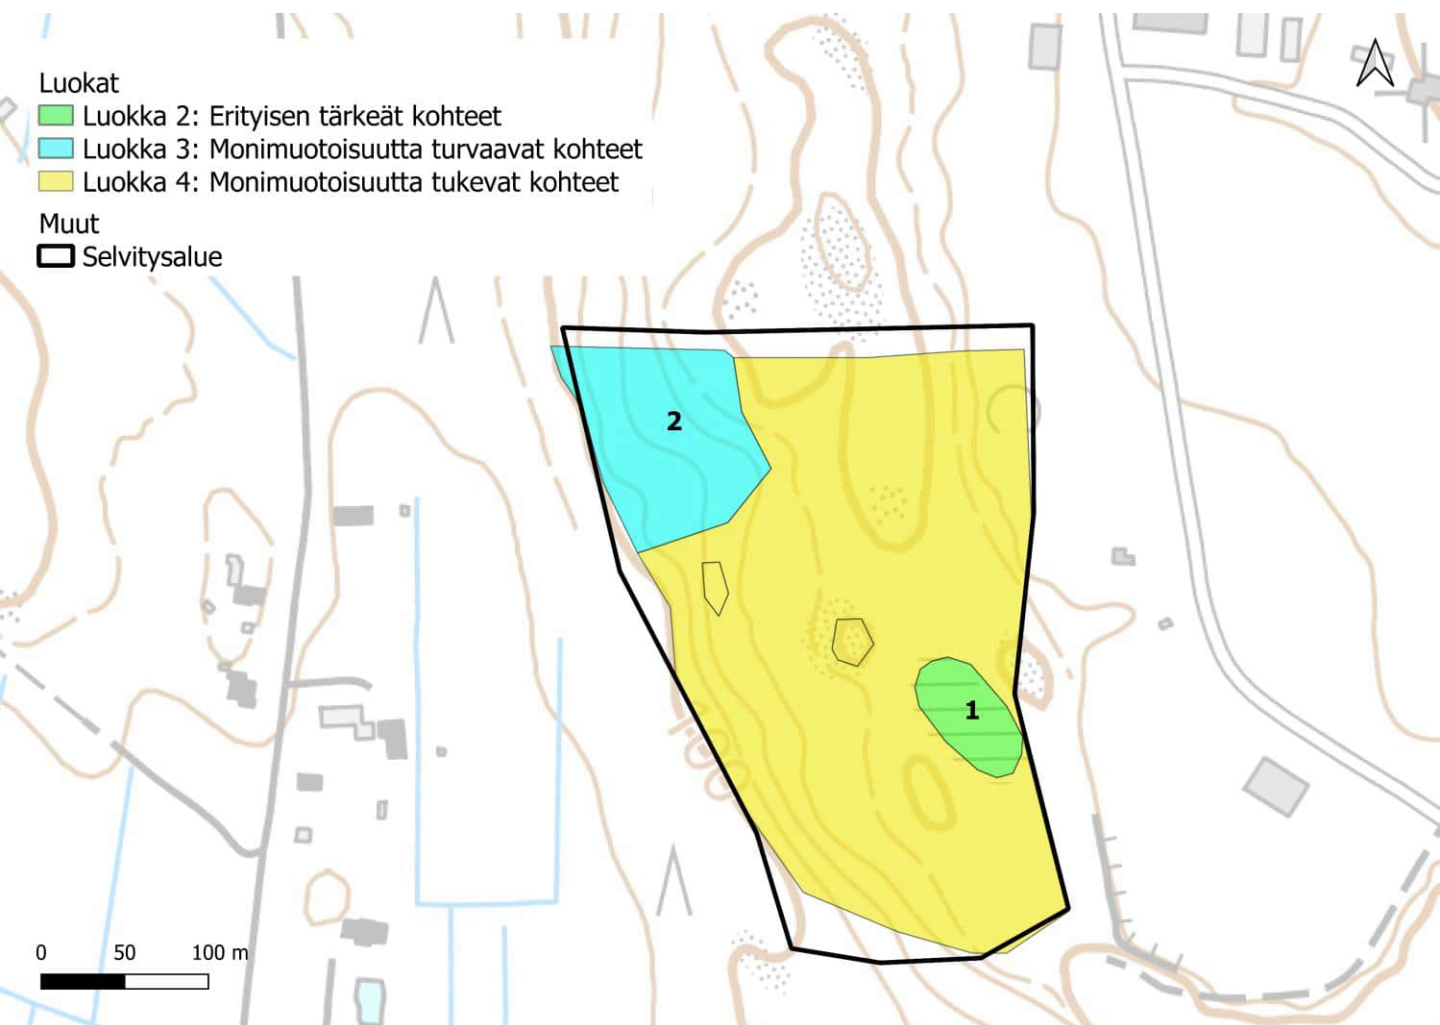 Luokat
Luokka 2: Erityisen tärkeät kohteet
Luokka 3: Monimuotoisuutta turvaavat kohteet
Luokka 4: Monimuotoisuutta tukevat kohteet
Muut
Selvitysalue
2
1
100
0 50 100 m